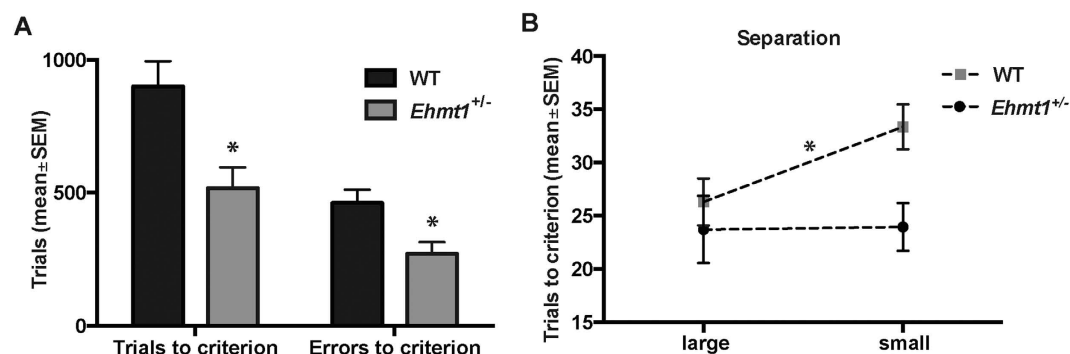 A
Trials (mean±SEM)
1000
500
0
WT
Ehmt1+/-
*
*
Trials to criterion
Errors to criterion
B
Separation
Trials to criterion (mean±SEM)
40
35
30
25
20
15
WT
Ehmt1+/-
*
large
small